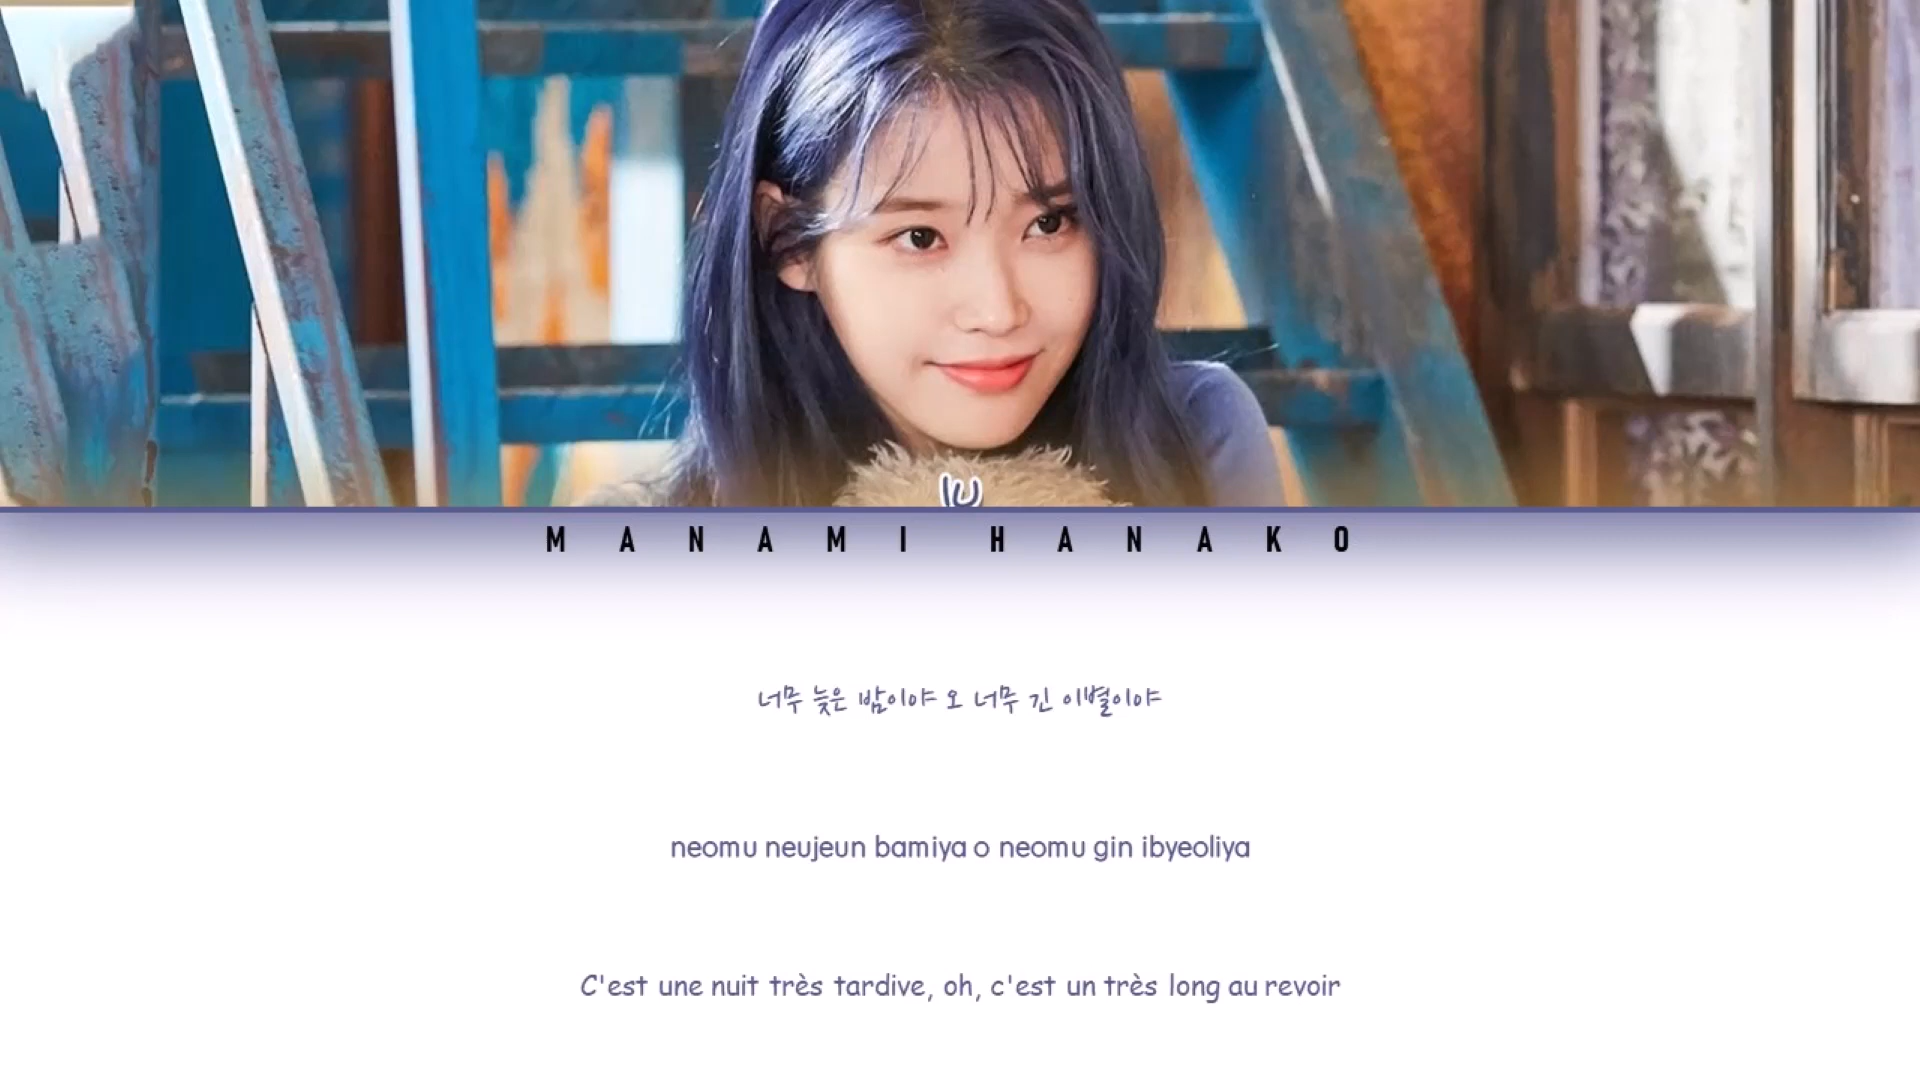 IU
MANAMI HANAKO
너무 늦은 밤이야 오 너무 긴 이별이야
neomu neujeun bamiya o neomu gin ibyeoliya
C'est une nuit très tardive, oh, c'est un très long au revoir